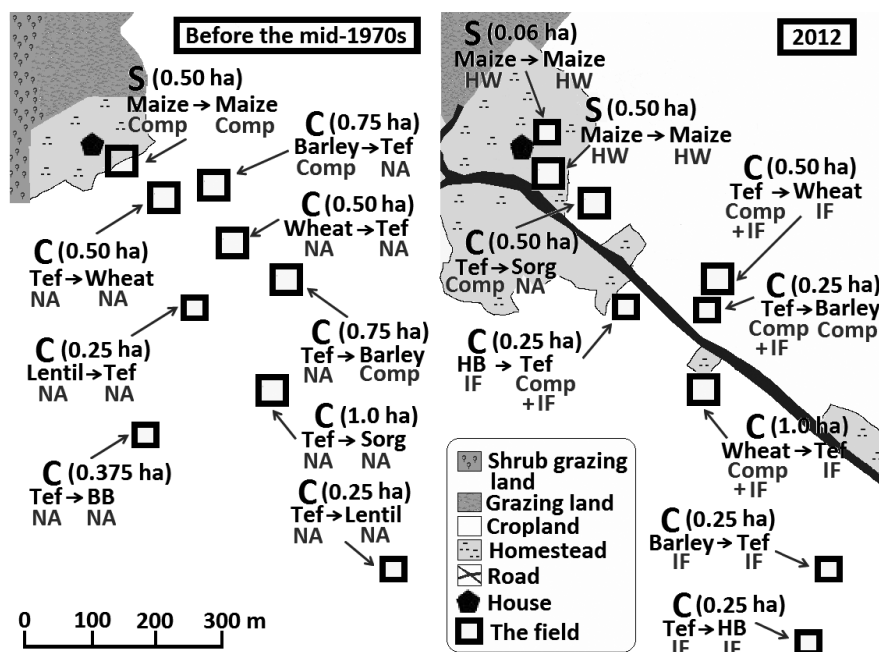 Before the mid-1970s
S (0.50 ha)
Maize→Maize
Comp Comp
C (0.75 ha)
Barley→Tef
Comp NA
C (0.50 ha)
Wheat→Tef
NA NA
C (0.50 ha)
Tef→Wheat
NA NA
C (0.25 ha)
Lentil→Tef
NA NA
C (0.75 ha)
Tef→Barley
NA Comp
C (1.0 ha)
Tef→Sorg
NA NA
C (0.375 ha)
Tef→BB
NA NA
C (0.25 ha)
Tef→Lentil
NA NA
0 100 200 300 m
2012
S (0.06 ha)
Maize→Maize
HW HW
S (0.50 ha)
Maize→Maize
HW HW
C (0.50 ha)
Tef→Wheat
Comp IF
+IF
C (0.50 ha)
Tef→Sorg
Comp NA
C (0.25 ha)
Tef→Barley
Comp Comp
+IF
C (0.25 ha)
HB→Tef
IF Comp
+IF
C (1.0 ha)
Wheat→Tef
Comp IF
+IF
C (0.25 ha)
Barley→Tef
IF IF
C (0.25 ha)
Tef→HB
IF IF
Shrub grazing
land
Grazing land
Cropland
Homestead
Road
House
The field